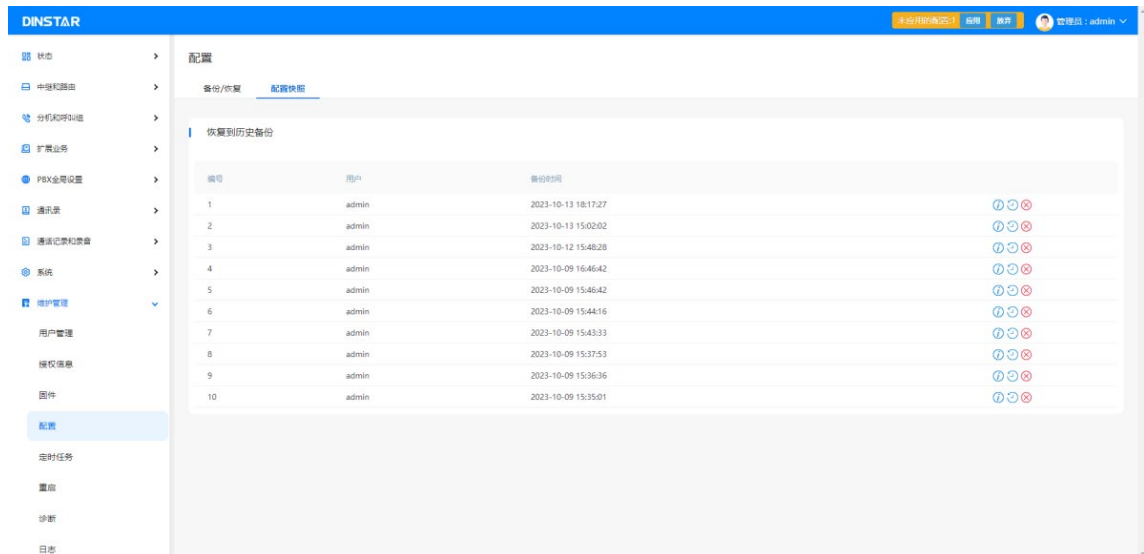 DINSTAR
未应用的配置:1 应用 放弃 管理员 : admin
状态
中继和路由
分机和呼叫组
扩展业务
PBX全局设置
通讯录
通话记录和录音
系统
维护管理
用户管理
授权信息
固件
配置
定时任务
重启
诊断
日志
配置
备份/恢复 配置快照
恢复到历史备份
编号 用户 备份时间
1 admin 2023-10-13 18:17:27
2 admin 2023-10-13 15:02:02
3 admin 2023-10-12 15:48:28
4 admin 2023-10-09 16:46:42
5 admin 2023-10-09 15:46:42
6 admin 2023-10-09 15:44:16
7 admin 2023-10-09 15:43:33
8 admin 2023-10-09 15:37:53
9 admin 2023-10-09 15:36:36
10 admin 2023-10-09 15:35:01